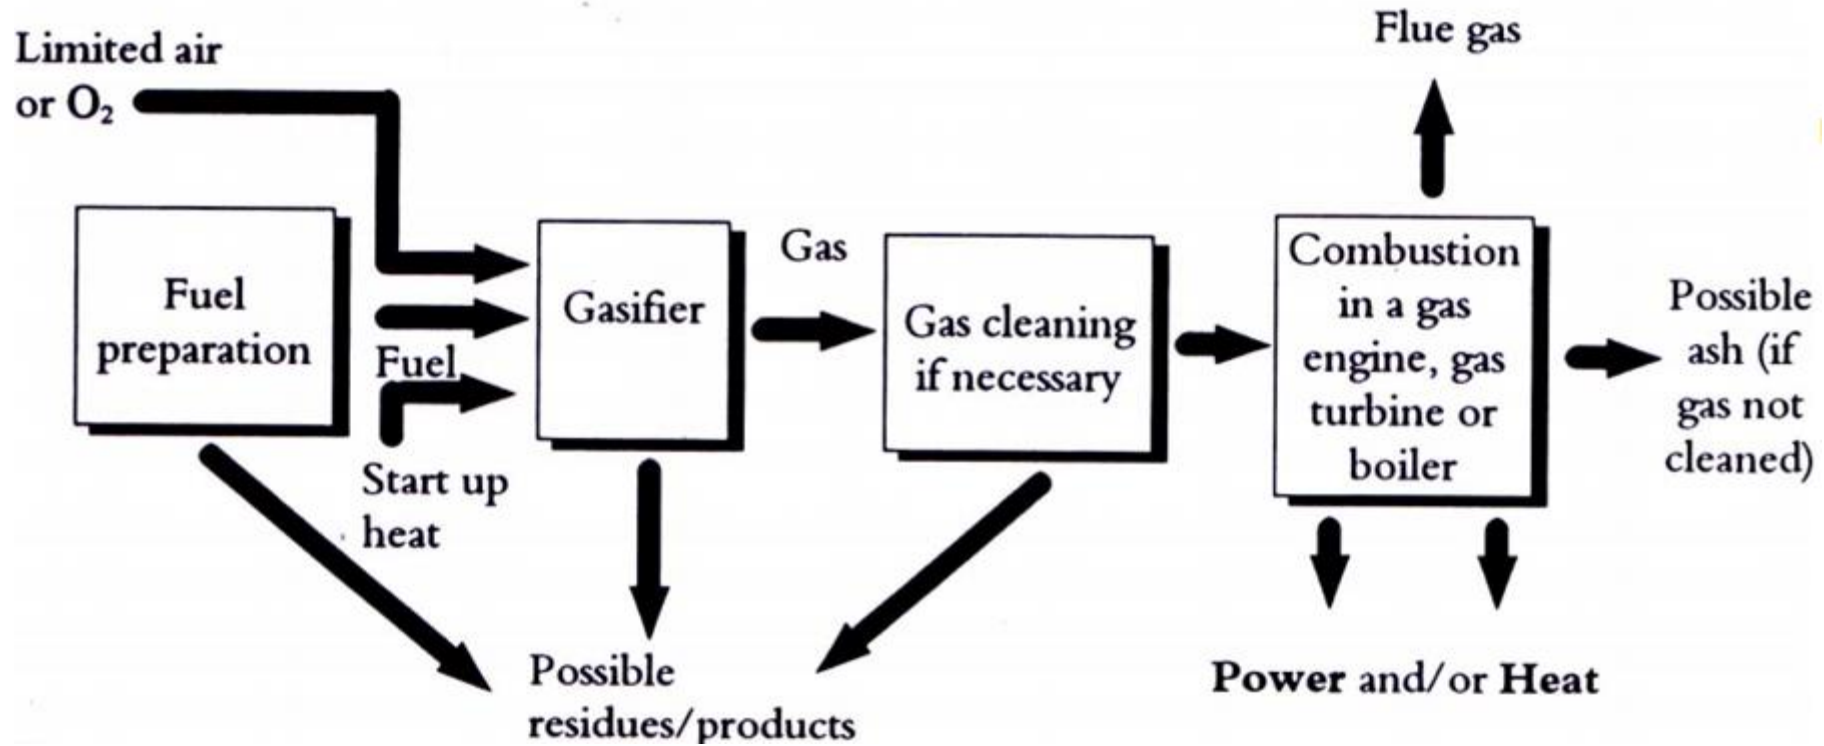 Limited air
or O₂
Fuel
preparation
Fuel
Start up
heat
Gasifier
Gas
Gas cleaning
if necessary
Flue gas
Combustion
in a gas
engine, gas
turbine or
boiler
Possible
ash (if
gas not
cleaned)
Possible
residues/products
Power and/or Heat